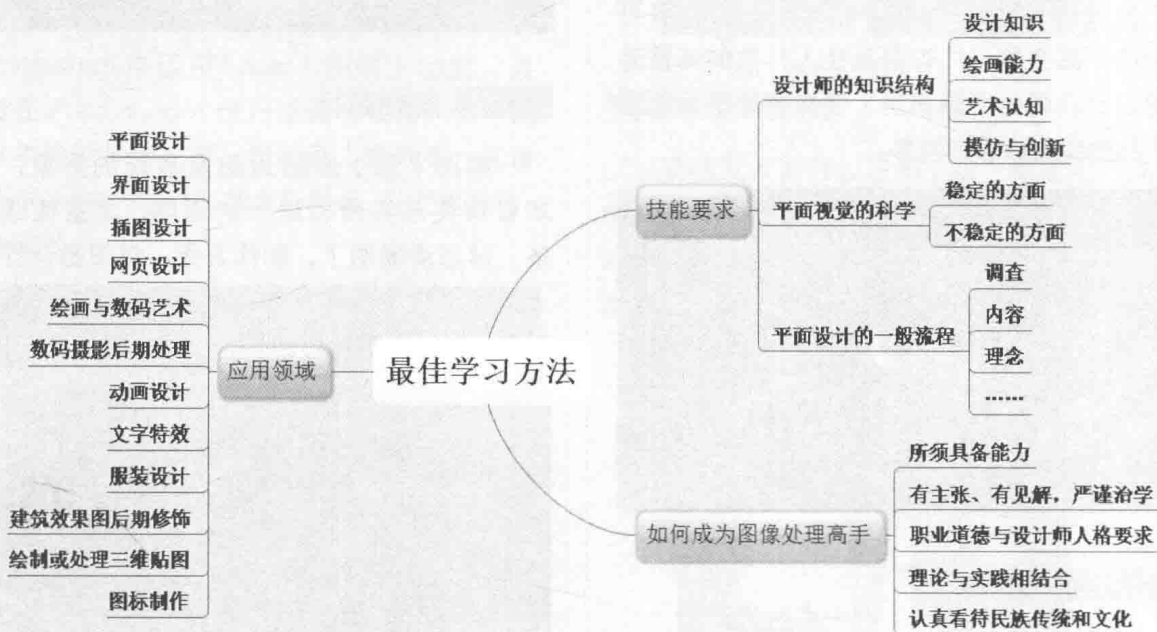 最佳学习方法
应用领域
平面设计
界面设计
插图设计
网页设计
绘画与数码艺术
数码摄影后期处理
动画设计
文字特效
服装设计
建筑效果图后期修饰
绘制或处理三维贴图
图标制作
技能要求
设计师的知识结构
设计知识
绘画能力
艺术认知
模仿与创新
平面视觉的科学
稳定的方面
不稳定的方面
平面设计的一般流程
调查
内容
理念
……
如何成为图像处理高手
所须具备能力
有主张、有见解，严谨治学
职业道德与设计师人格要求
理论与实践相结合
认真看待民族传统和文化